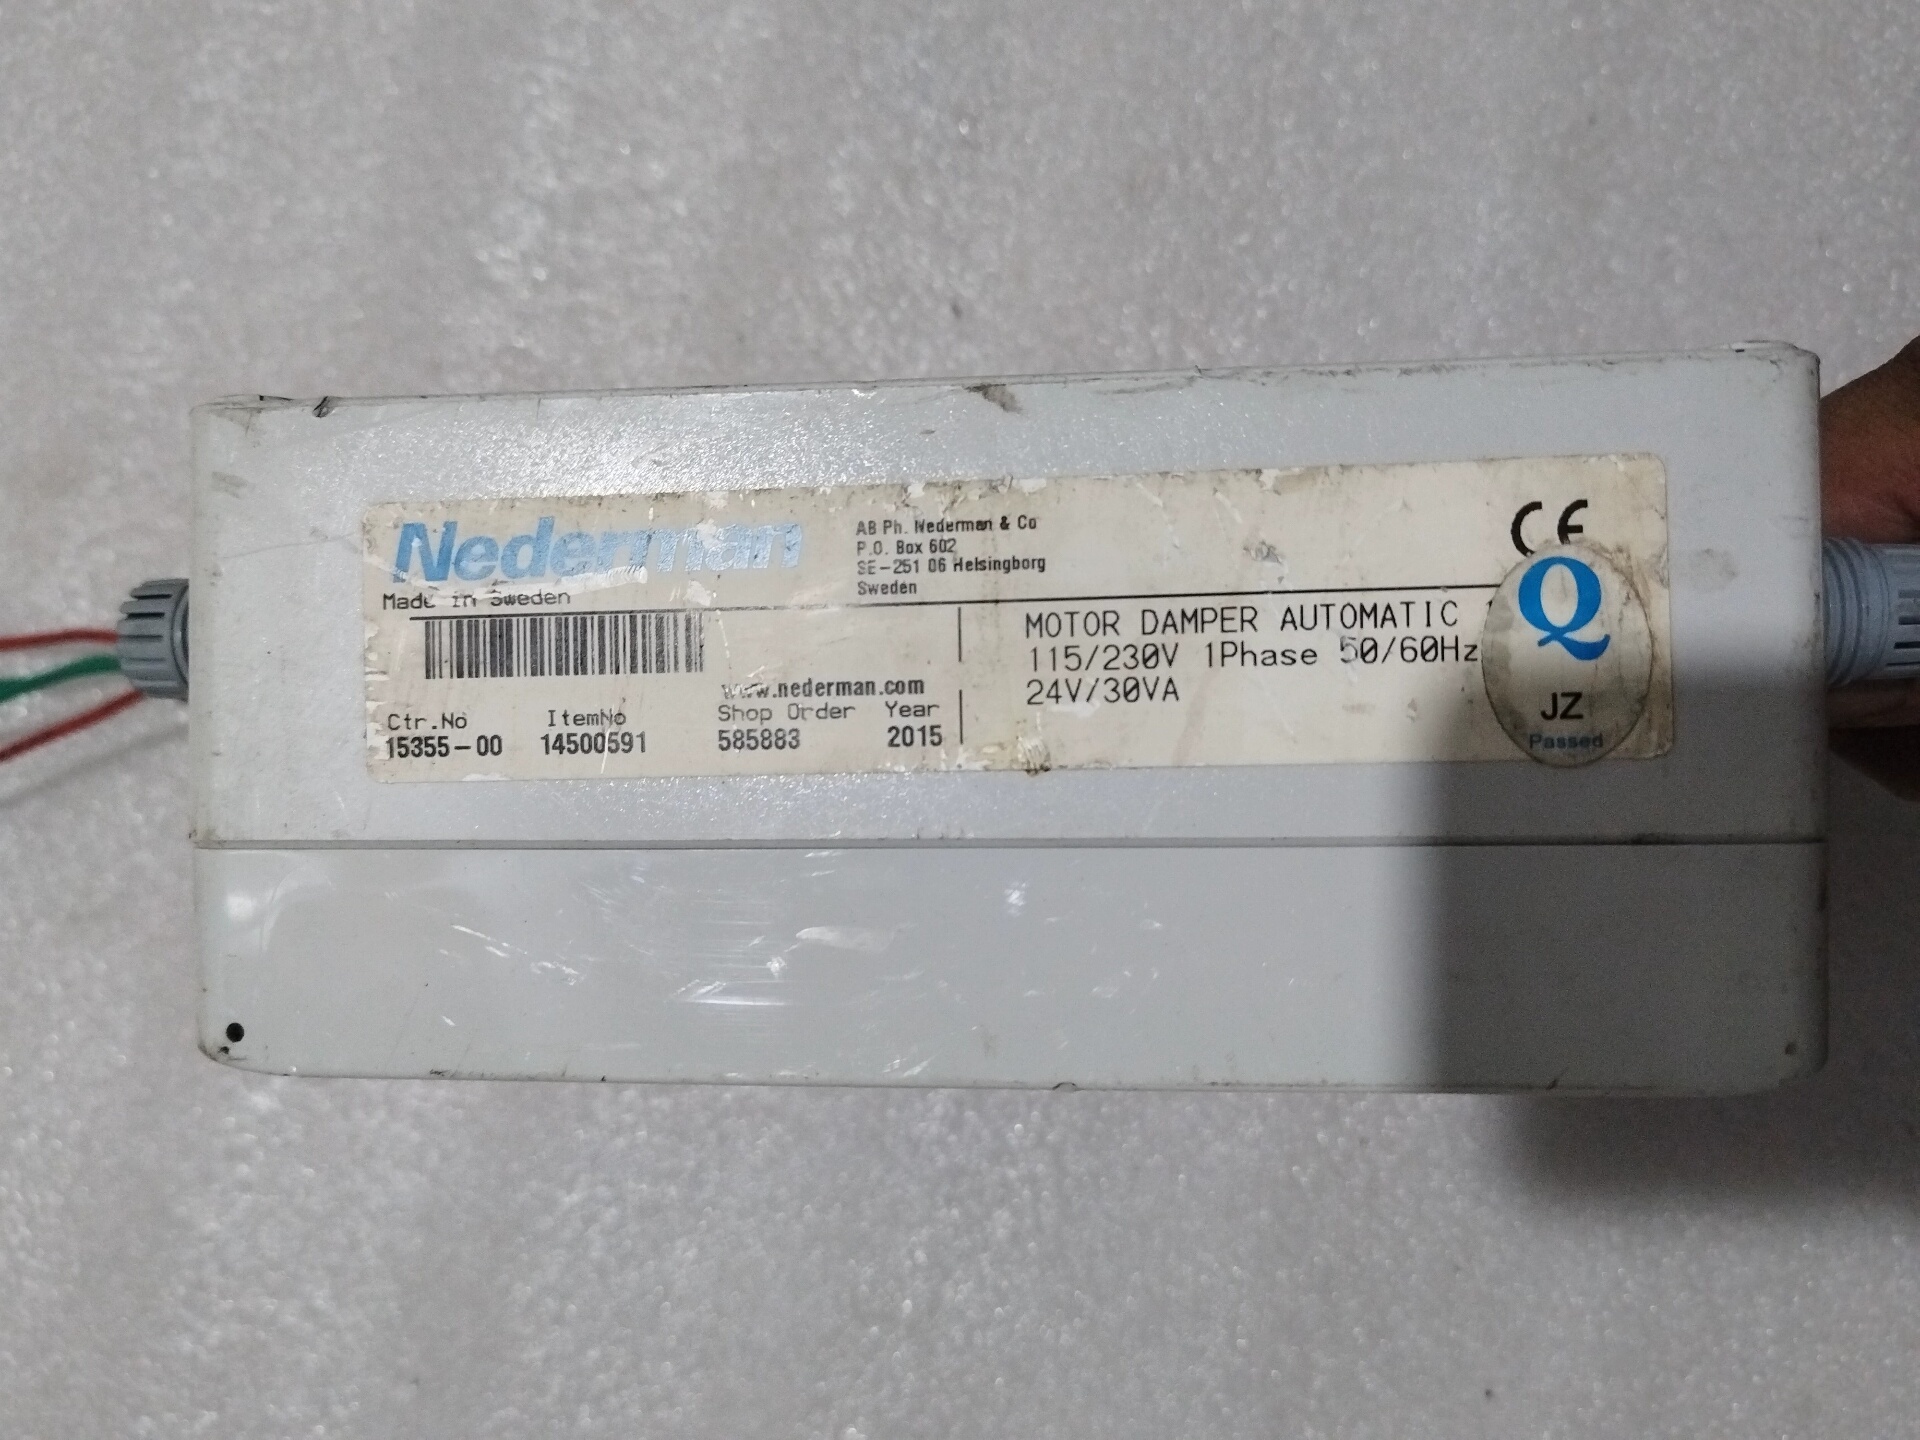 Nederman
Made in Sweden
AB Ph. Nederman & Co
P.O. Box 602
SE-251 06 Helsingborg
Sweden
CE
MOTOR DAMPER AUTOMATIC
115/230V 1Phase 50/60Hz
24V/30VA
www.nederman.com
Ctr.No ItemNo Shop Order Year
15355-00 14500591 585883 2015
Q
JZ
Passed